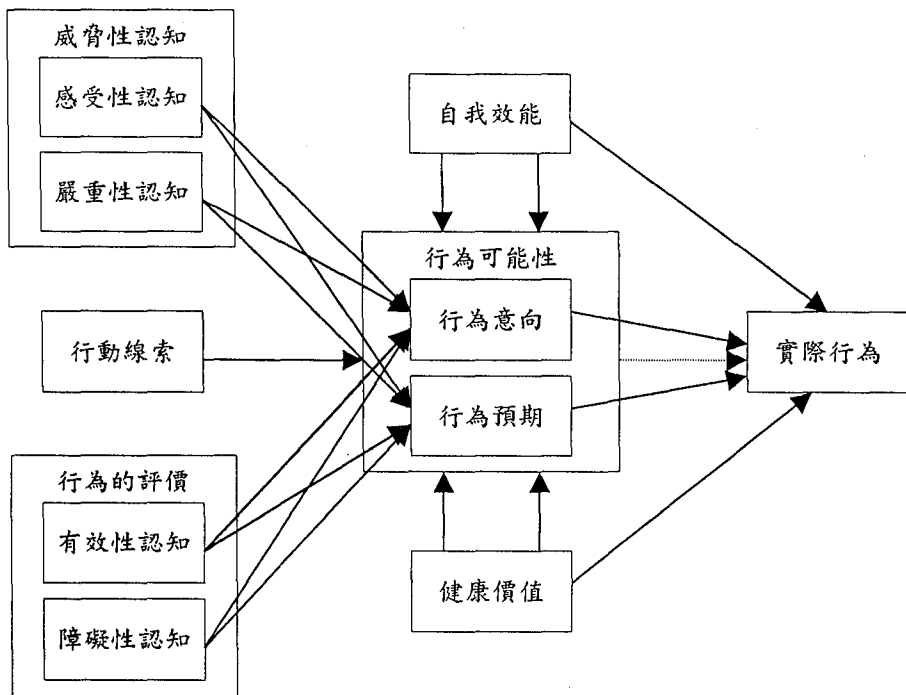 威脅性認知
感受性認知
嚴重性認知
行動線索
行為的評價
有效性認知
障礙性認知
自我效能
行為可能性
行為意向
行為預期
健康價值
實際行為